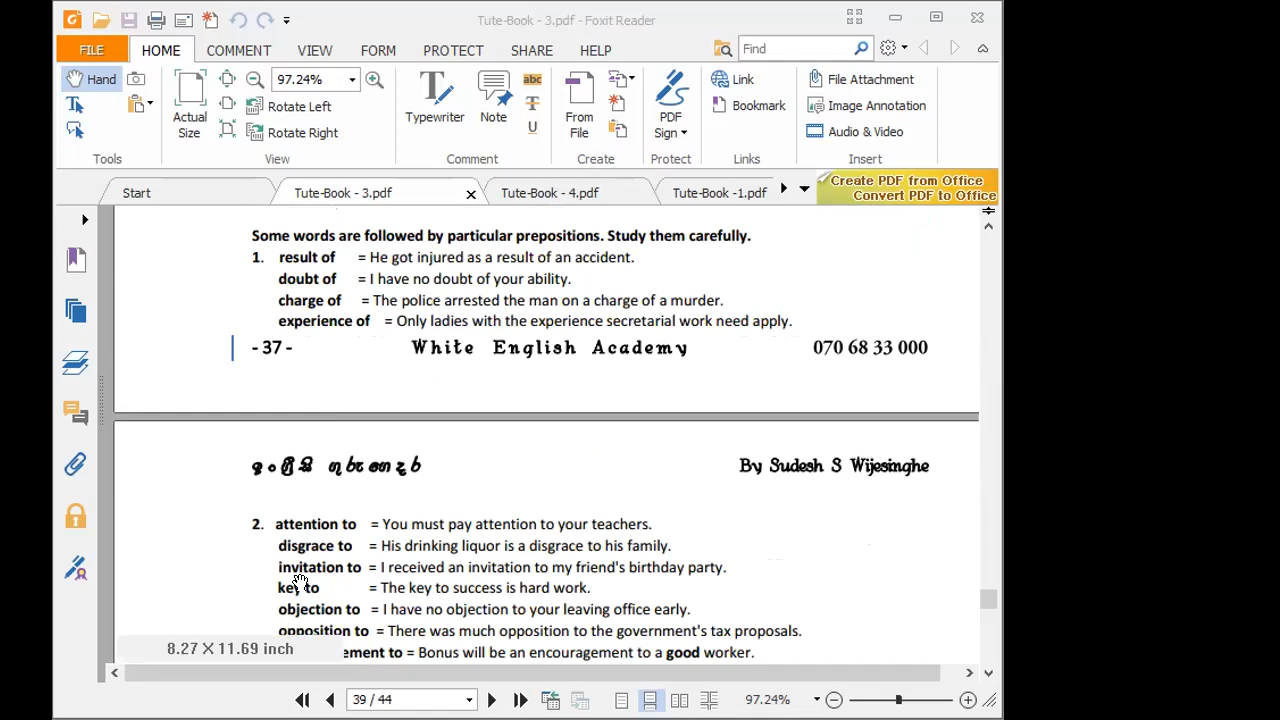 Tute-Book - 3.pdf - Foxit Reader
FILE HOME COMMENT VIEW FORM PROTECT SHARE HELP Find
Hand 97.24% Typewriter Note From File PDF Sign Link File Attachment
Actual Size Rotate Left Bookmark Image Annotation
Rotate Right Audio & Video
Tools View Comment Create Protect Links Insert
Start Tute-Book - 3.pdf Tute-Book - 4.pdf Tute-Book -1.pdf Create PDF from Office
Convert PDF to Office
Some words are followed by particular prepositions. Study them carefully.
1. result of = He got injured as a result of an accident.
doubt of = I have no doubt of your ability.
charge of = The police arrested the man on a charge of a murder.
experience of = Only ladies with the experience secretarial work need apply.
- 37 - White English Academy 070 68 33 000
By Sudesh S Wijesinghe
2. attention to = You must pay attention to your teachers.
disgrace to = His drinking liquor is a disgrace to his family.
invitation to = I received an invitation to my friend's birthday party.
key to = The key to success is hard work.
objection to = I have no objection to your leaving office early.
opposition to = There was much opposition to the government's tax proposals.
ement to = Bonus will be an encouragement to a good worker.
8.27 X 11.69 inch
39 / 44 97.24%